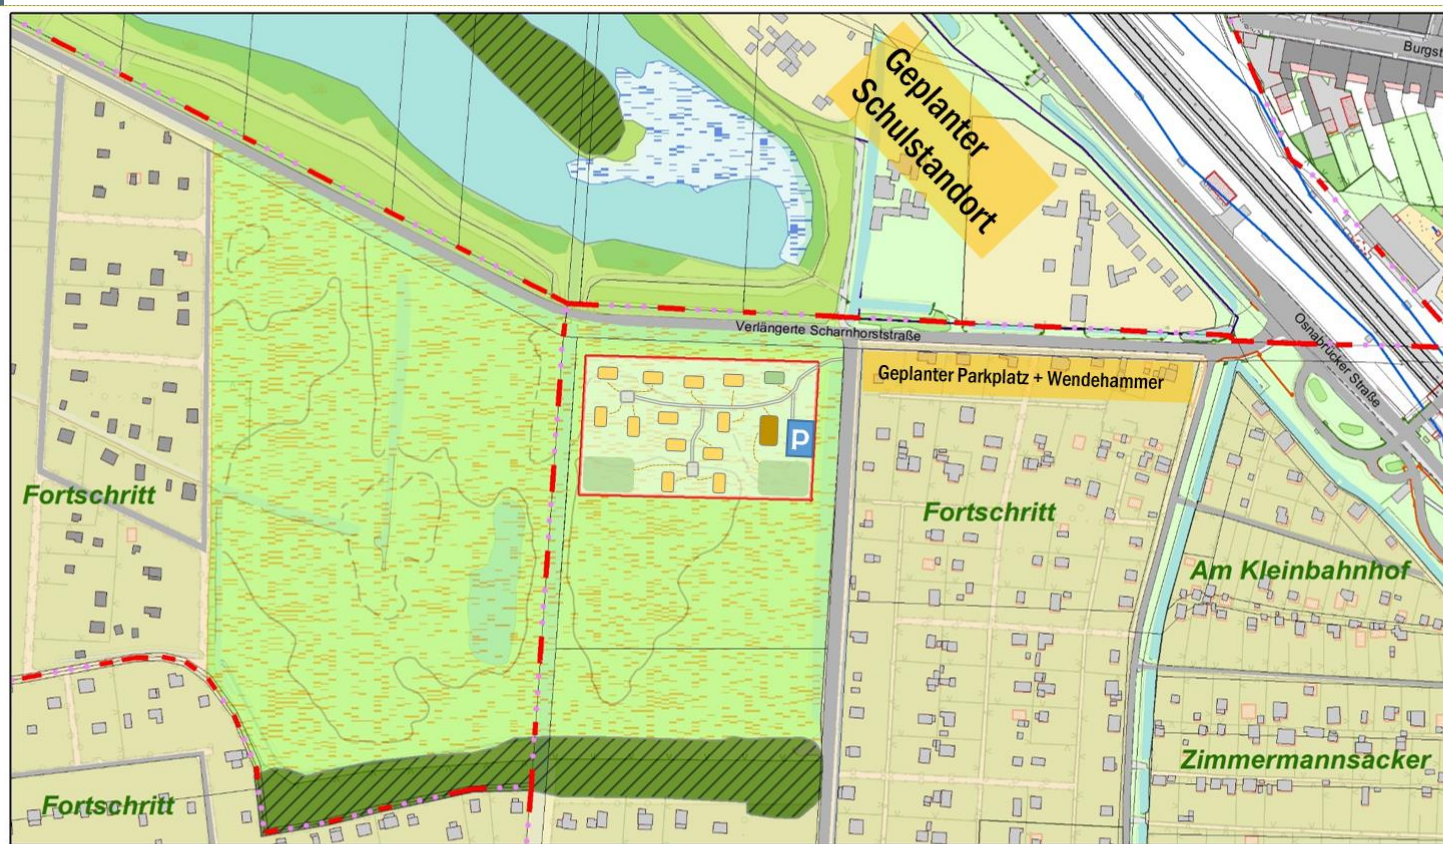 Burgst
Geplanter
Schulstandort
Verlängerte Scharnhorststraße
Osnabrücker Straße
Geplanter Parkplatz + Wendehammer
P
Fortschritt
Fortschritt
Am Kleinbahnhof
Zimmermannsacker
Fortschritt